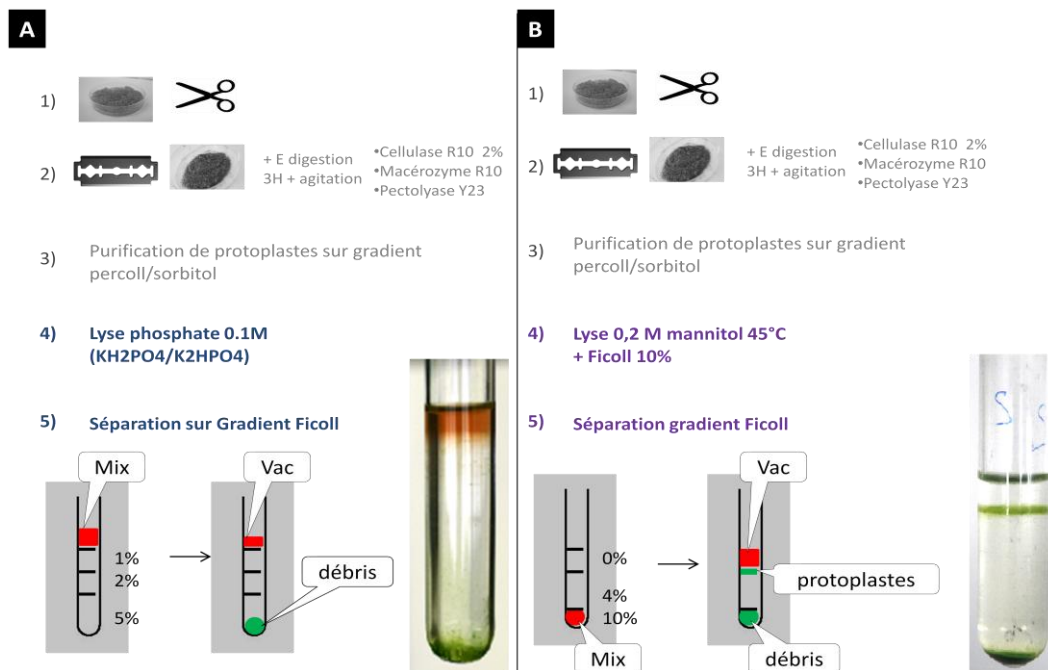 A
1)
2)
+ E digestion
3H + agitation
•Cellulase R10 2%
•Macérozyme R10
•Pectolyase Y23
3)
Purification de protoplastes sur gradient
percoll/sorbitol
4)
Lyse phosphate 0.1M
(KH2PO4/K2HPO4)
5)
Séparation sur Gradient Ficoll
Mix
Vac
1%
2%
5%
débris
B
1)
2)
+ E digestion
3H + agitation
•Cellulase R10 2%
•Macérozyme R10
•Pectolyase Y23
3)
Purification de protoplastes sur gradient
percoll/sorbitol
4)
Lyse 0,2 M mannitol 45°C
+ Ficoll 10%
5)
Séparation gradient Ficoll
Vac
0%
4%
10%
protoplastes
Mix
débris
S